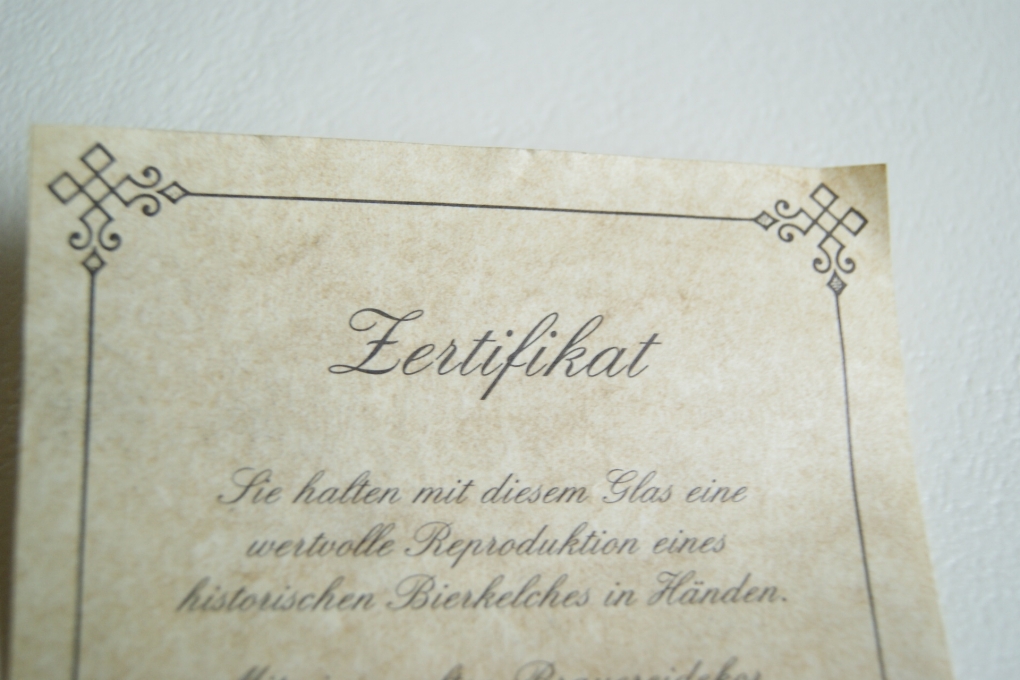 Zertifikat
Sie halten mit diesem Glas eine
wertvolle Reproduktion eines
historischen Bierkelches in Händen.